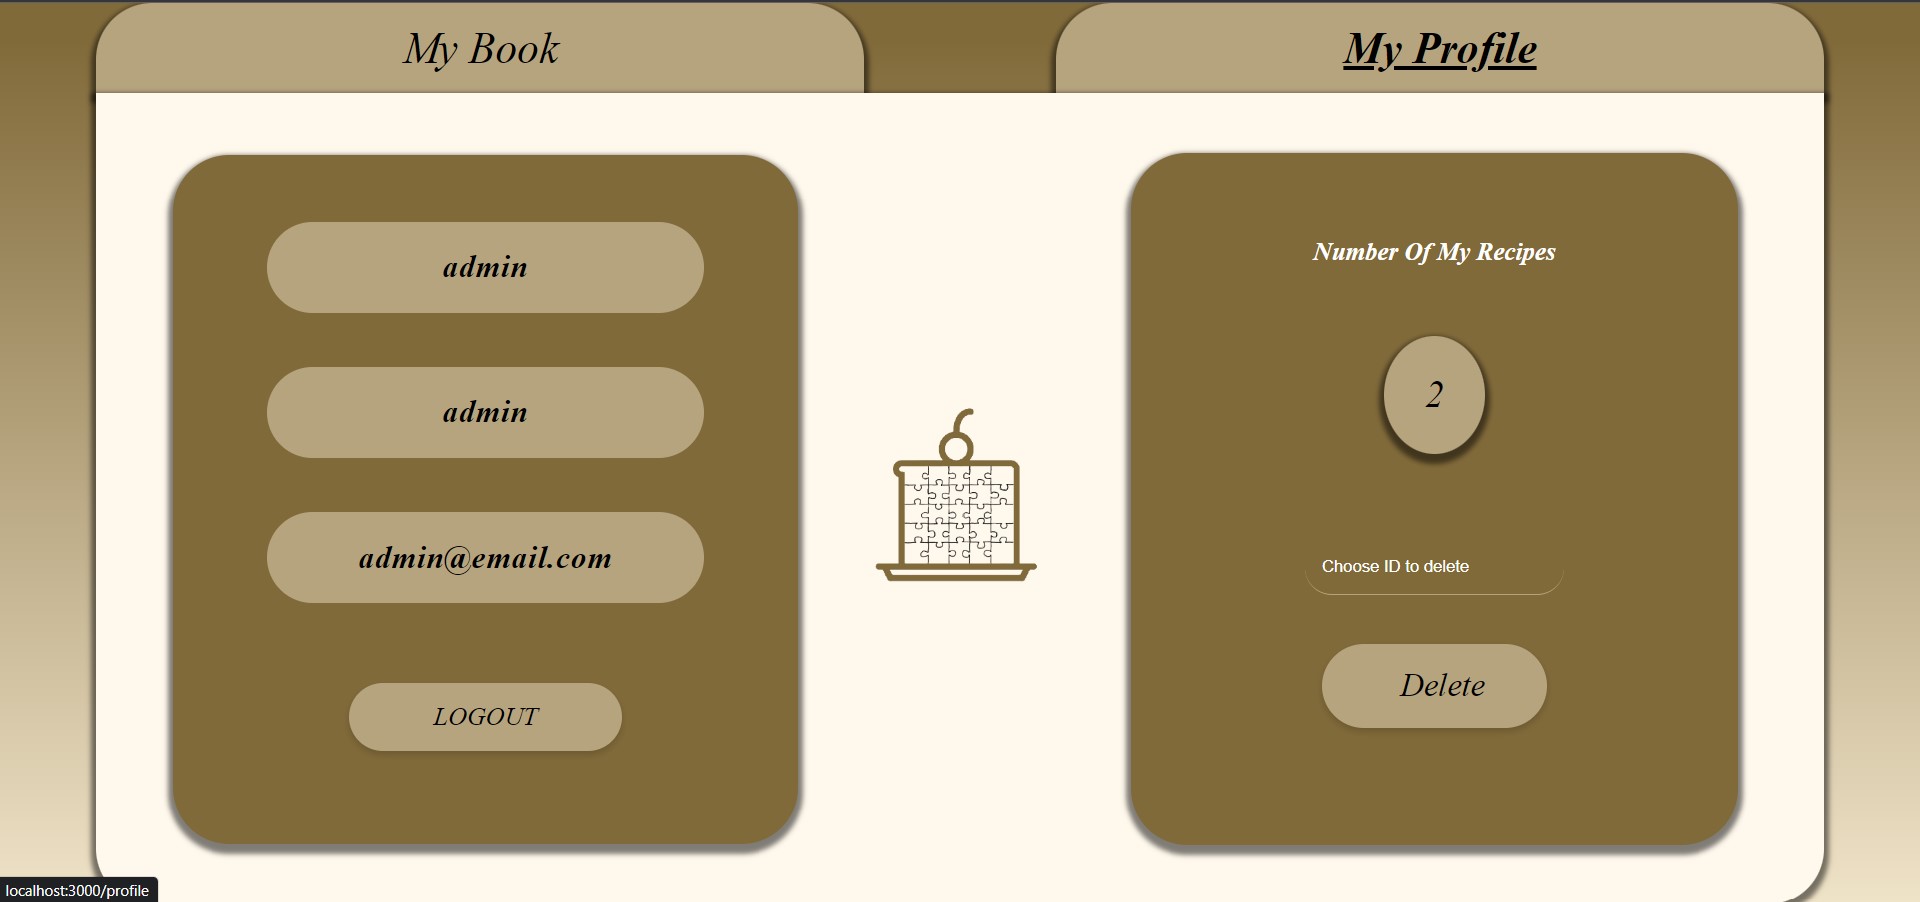 My Book
My Profile
admin
admin
admin@email.com
LOGOUT
Number Of My Recipes
2
Choose ID to delete
Delete
localhost:3000/profile